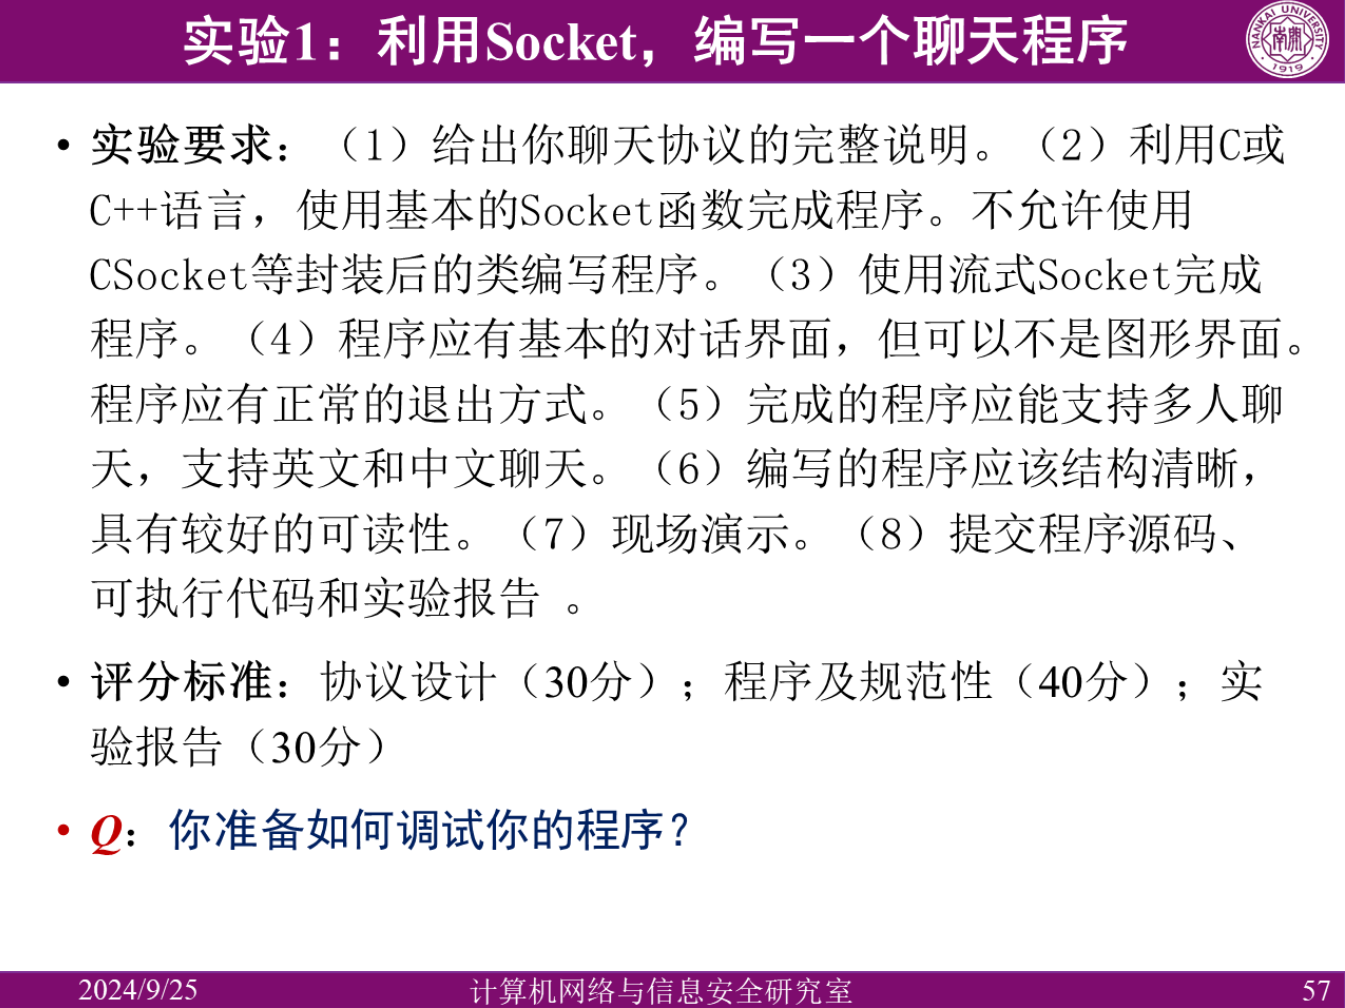 实验1：利用Socket，编写一个聊天程序
NANKAI UNIVERSITY
南開
1919
• 实验要求：（1）给出你聊天协议的完整说明。（2）利用C或
C++语言，使用基本的Socket函数完成程序。不允许使用
CSocket等封装后的类编写程序。（3）使用流式Socket完成
程序。（4）程序应有基本的对话界面，但可以不是图形界面。
程序应有正常的退出方式。（5）完成的程序应能支持多人聊
天，支持英文和中文聊天。（6）编写的程序应该结构清晰，
具有较好的可读性。（7）现场演示。（8）提交程序源码、
可执行代码和实验报告 。
• 评分标准：协议设计（30分）；程序及规范性（40分）；实
验报告（30分）
• Q：你准备如何调试你的程序？
2024/9/25
计算机网络与信息安全研究室
57